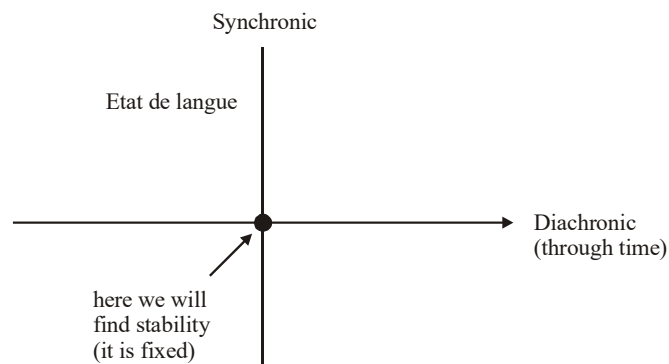 Synchronic
Etat de langue
Diachronic
(through time)
here we will
find stability
(it is fixed)